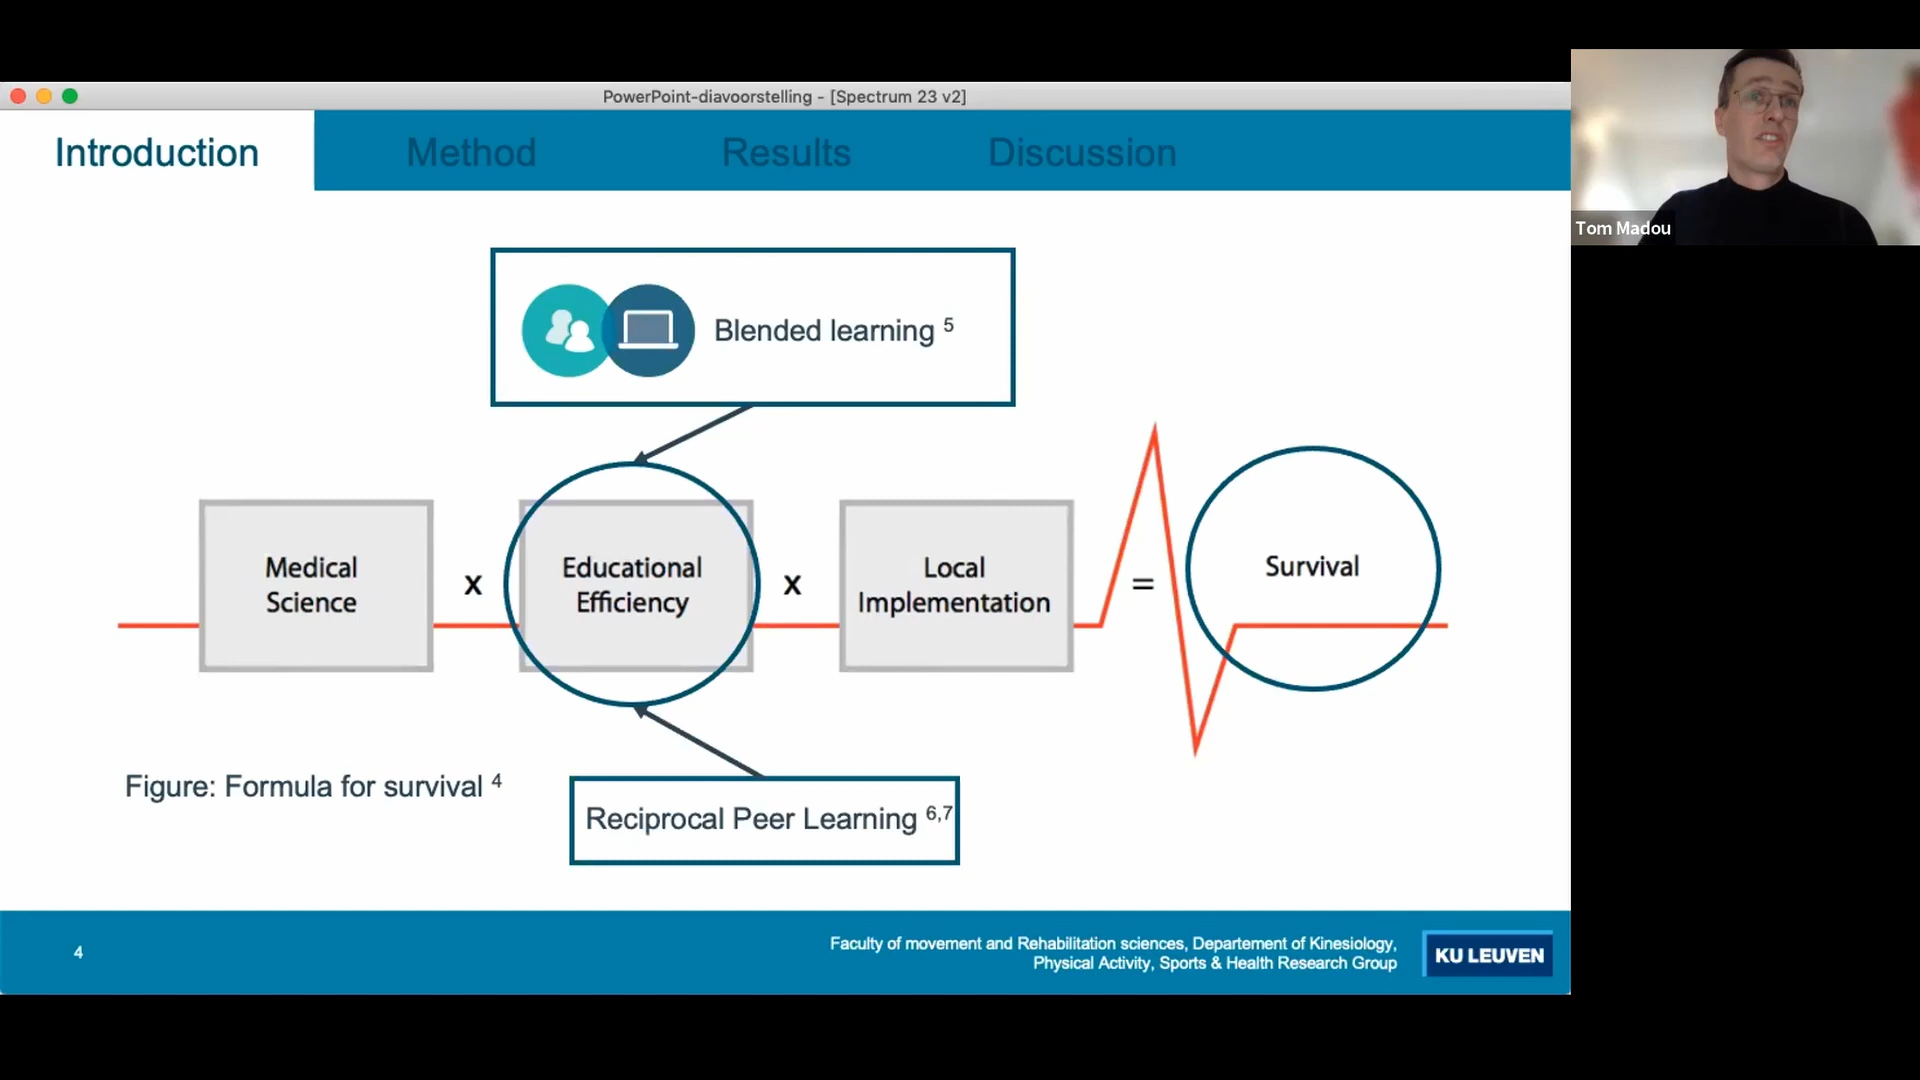 PowerPoint-diavoorstelling - [Spectrum 23 v2]
Introduction
Method
Results
Discussion
Tom Madou
Blended learning 5
Medical
Science
x
Educational
Efficiency
x
Local
Implementation
=
Survival
Figure: Formula for survival 4
Reciprocal Peer Learning 6,7
4
Faculty of movement and Rehabilitation sciences, Departement of Kinesiology,
Physical Activity, Sports & Health Research Group
KU LEUVEN